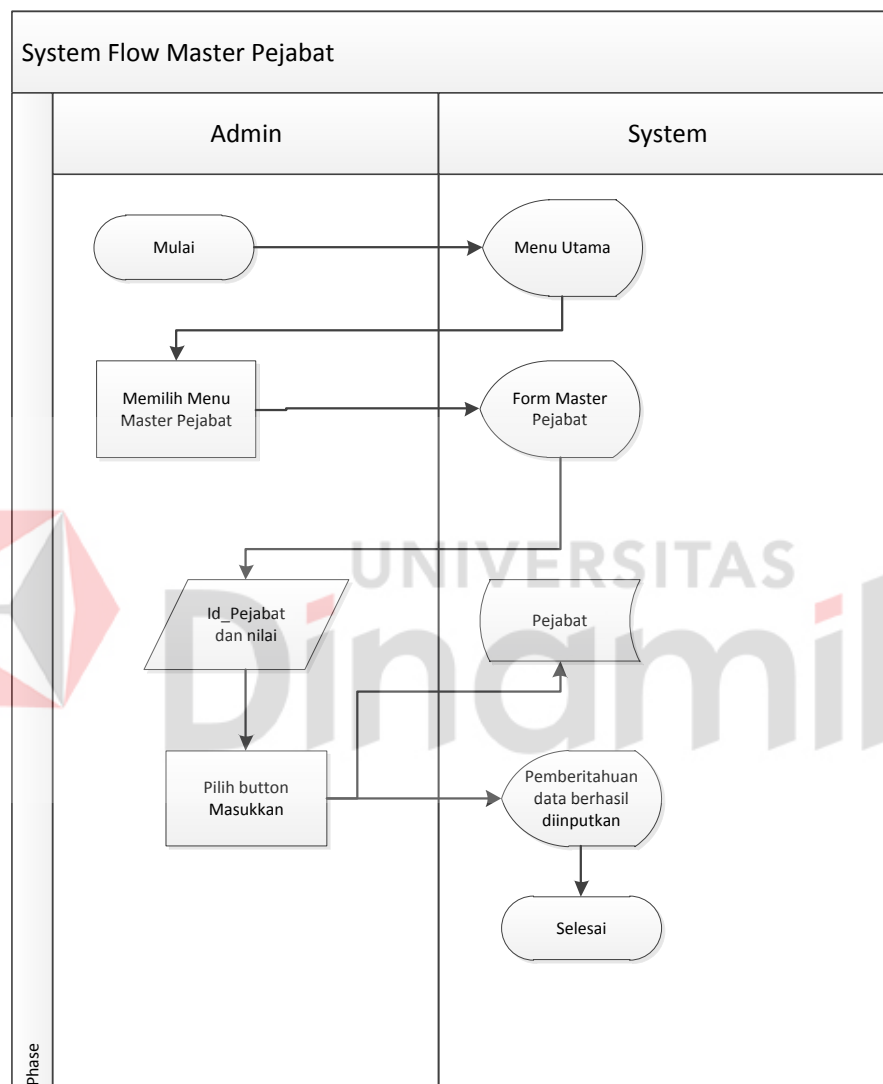 System Flow Master Pejabat
Admin
System
Mulai
Menu Utama
Memilih Menu
Master Pejabat
Form Master
Pejabat
UNIVERSITAS
Dinami
Id_Pejabat
dan nilai
Pejabat
Pilih button
Masukkan
Pemberitahuan
data berhasil
diinputkan
Selesai
Phase